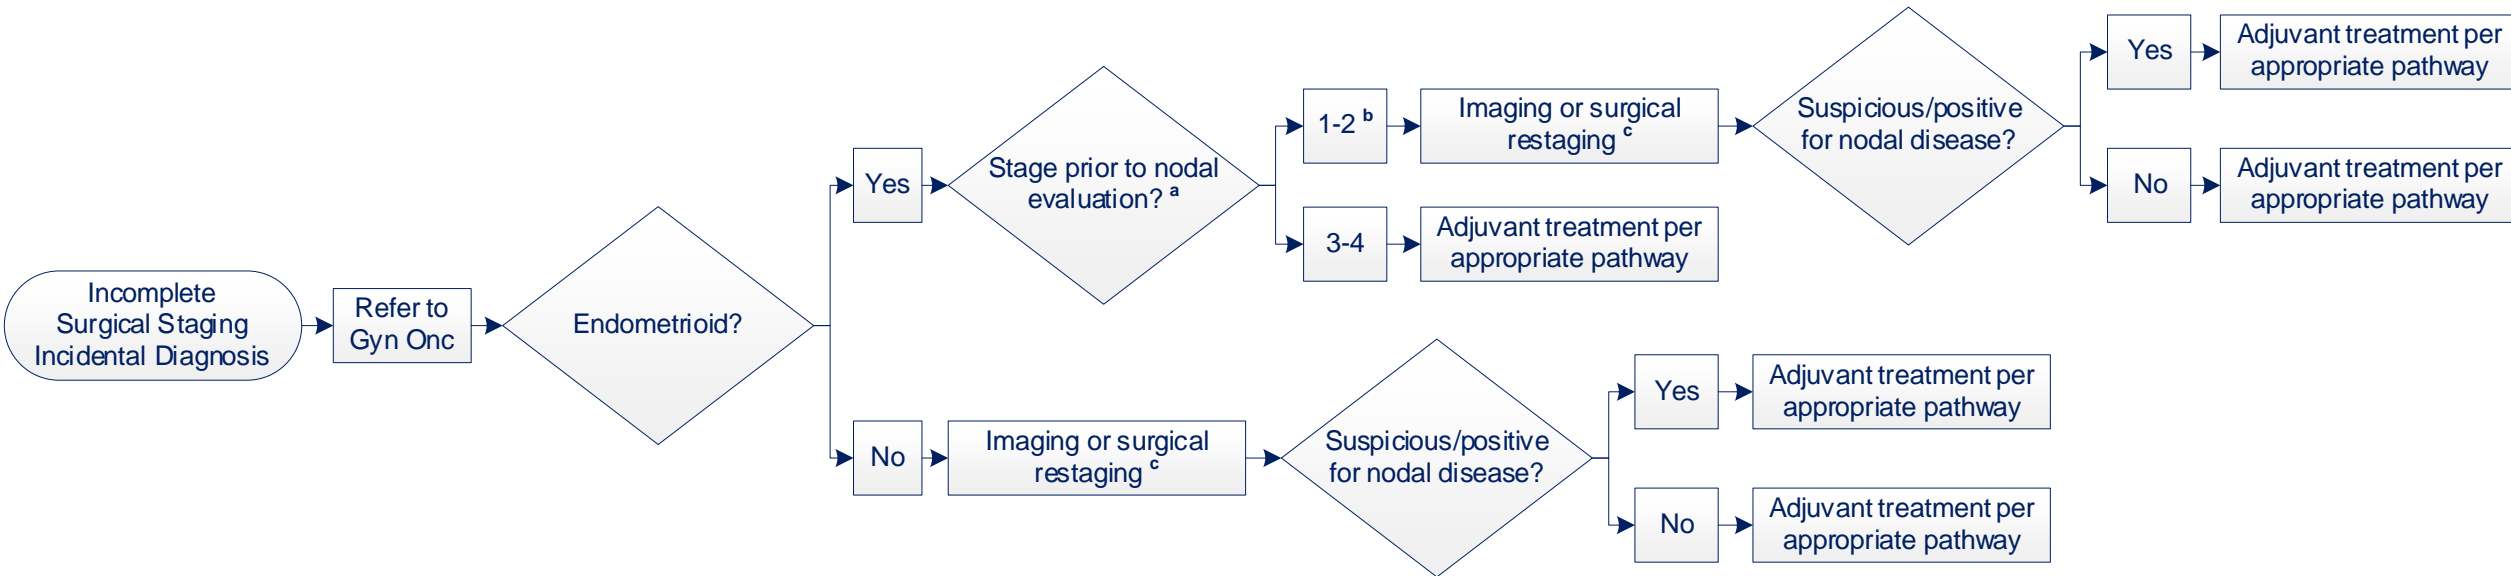 Incomplete
Surgical Staging
Incidental Diagnosis
Refer to
Gyn Onc
Endometrioid?
Yes
Stage prior to nodal
evaluation? a
1-2 b
Imaging or surgical
restaging c
Suspicious/positive
for nodal disease?
Yes
Adjuvant treatment per
appropriate pathway
No
Adjuvant treatment per
appropriate pathway
3-4
Adjuvant treatment per
appropriate pathway
No
Imaging or surgical
restaging c
Suspicious/positive
for nodal disease?
Yes
Adjuvant treatment per
appropriate pathway
No
Adjuvant treatment per
appropriate pathway